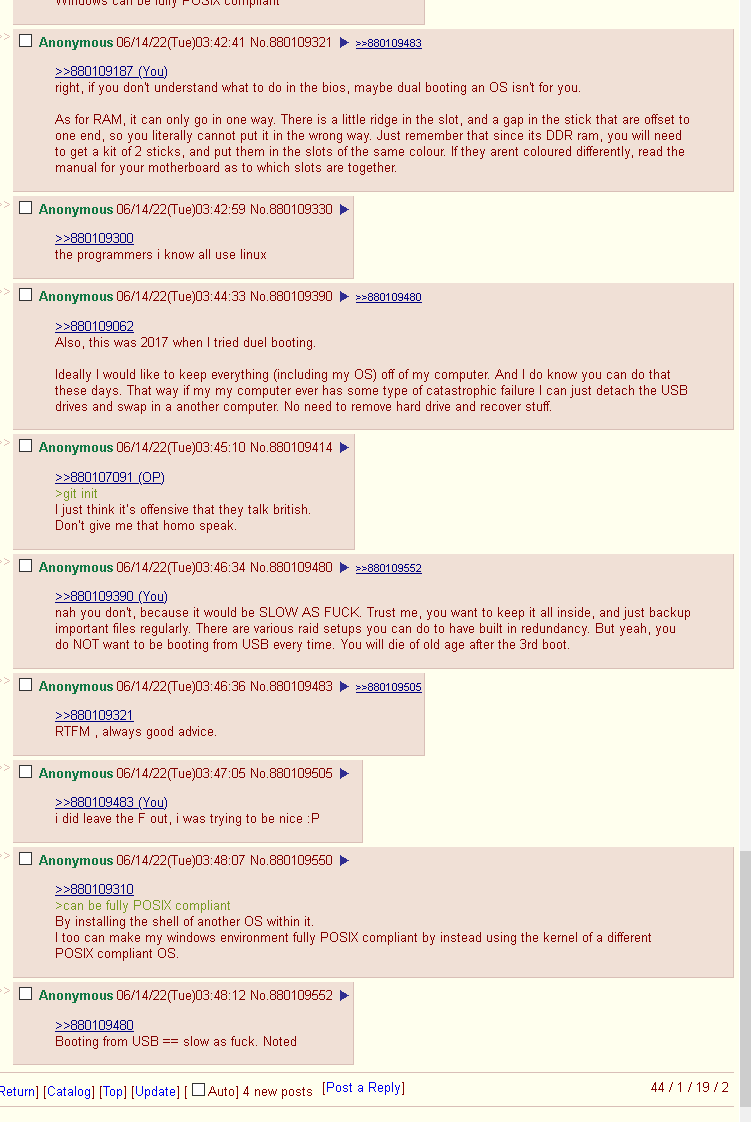 Windows can be fully POSIX compliant
>> Anonymous 06/14/22(Tue)03:42:41 No.880109321 ▶ >>880109483
>>880109187 (You)
right, if you don't understand what to do in the bios, maybe dual booting an OS isn't for you.
As for RAM, it can only go in one way. There is a little ridge in the slot, and a gap in the stick that are offset to
one end, so you literally cannot put it in the wrong way. Just remember that since its DDR ram, you will need
to get a kit of 2 sticks, and put them in the slots of the same colour. If they arent coloured differently, read the
manual for your motherboard as to which slots are together.
>> Anonymous 06/14/22(Tue)03:42:59 No.880109330 ▶
>>880109300
the programmers i know all use linux
>> Anonymous 06/14/22(Tue)03:44:33 No.880109390 ▶ >>880109480
>>880109062
Also, this was 2017 when I tried duel booting.
Ideally I would like to keep everything (including my OS) off of my computer. And I do know you can do that
these days. That way if my my computer ever has some type of catastrophic failure I can just detach the USB
drives and swap in a another computer. No need to remove hard drive and recover stuff.
>> Anonymous 06/14/22(Tue)03:45:10 No.880109414 ▶
>>880107091 (OP)
>git init
I just think it's offensive that they talk british.
Don't give me that homo speak.
>> Anonymous 06/14/22(Tue)03:46:34 No.880109480 ▶ >>880109552
>>880109390 (You)
nah you don't, because it would be SLOW AS FUCK. Trust me, you want to keep it all inside, and just backup
important files regularly. There are various raid setups you can do to have built in redundancy. But yeah, you
do NOT want to be booting from USB every time. You will die of old age after the 3rd boot.
>> Anonymous 06/14/22(Tue)03:46:36 No.880109483 ▶ >>880109505
>>880109321
RTFM , always good advice.
>> Anonymous 06/14/22(Tue)03:47:05 No.880109505 ▶
>>880109483 (You)
i did leave the F out, i was trying to be nice :P
>> Anonymous 06/14/22(Tue)03:48:07 No.880109550 ▶
>>880109310
>can be fully POSIX compliant
By installing the shell of another OS within it.
I too can make my windows environment fully POSIX compliant by instead using the kernel of a different
POSIX compliant OS.
>> Anonymous 06/14/22(Tue)03:48:12 No.880109552 ▶
>>880109480
Booting from USB == slow as fuck. Noted
Return] [Catalog] [Top] [Update] [ Auto] 4 new posts [Post a Reply] 44 / 1 / 19 / 2